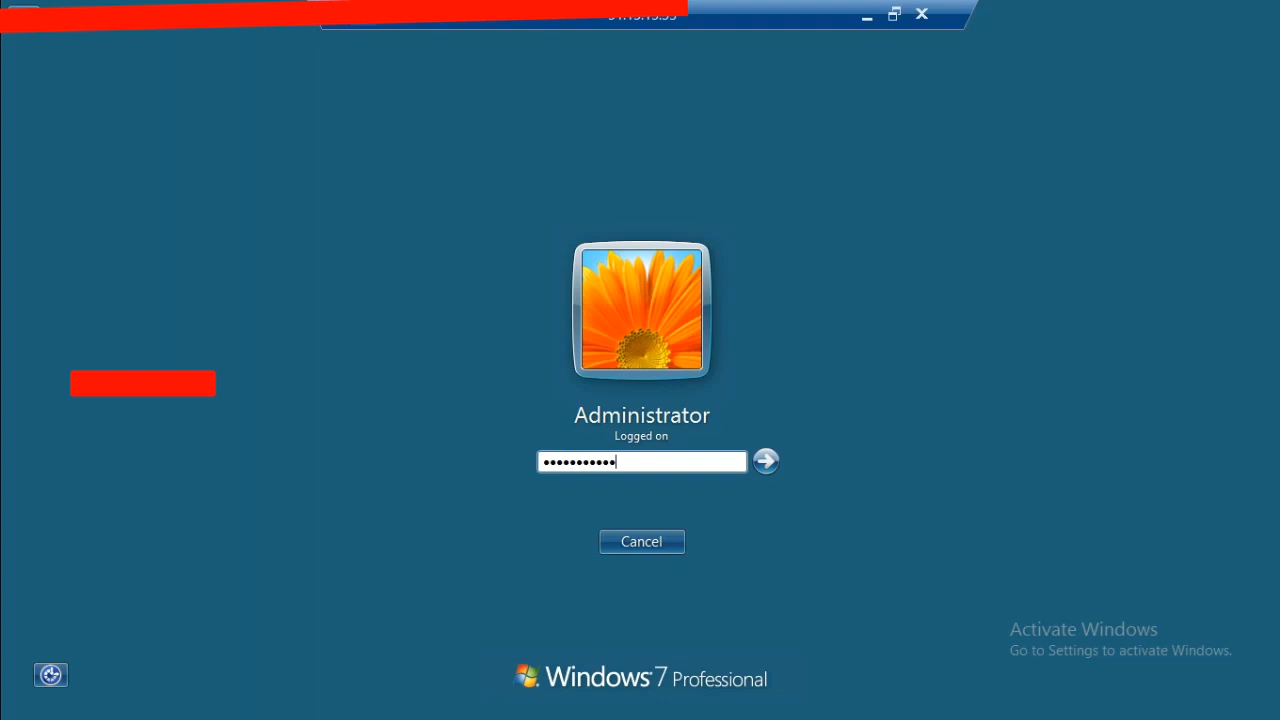 Administrator
Logged on
Cancel
Activate Windows
Go to Settings to activate Windows.
Windows 7 Professional